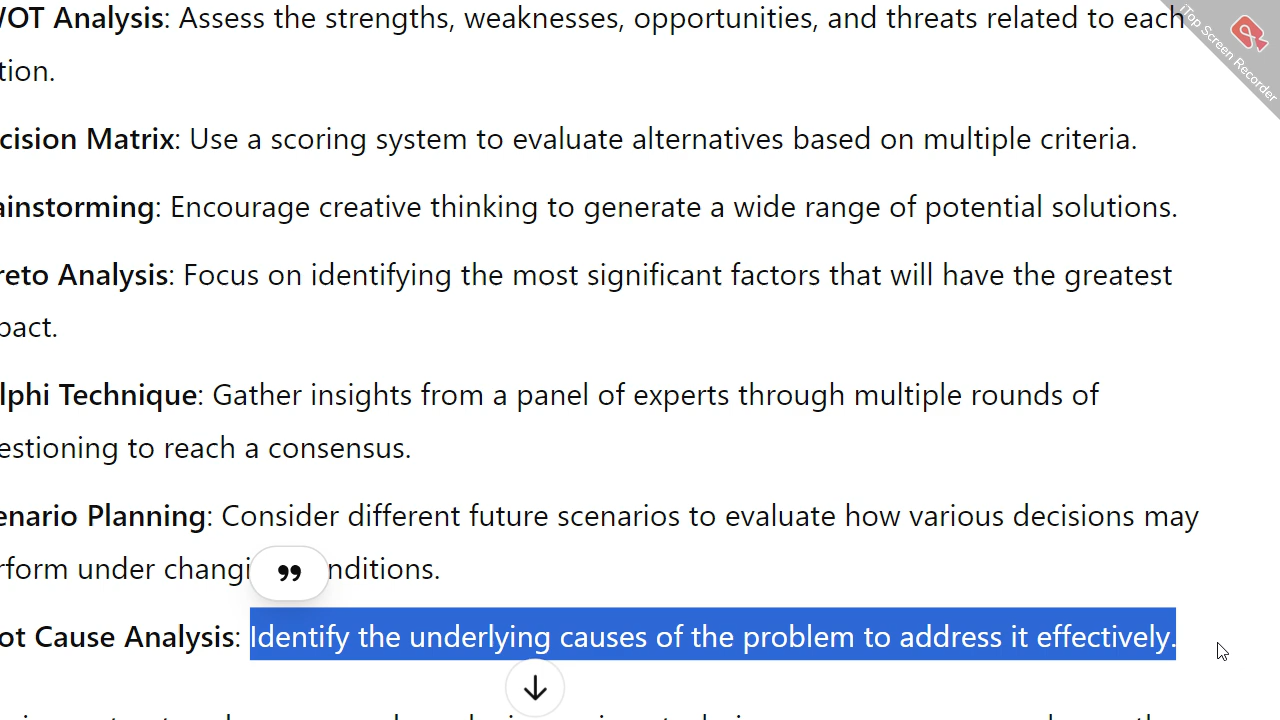 WOT Analysis: Assess the strengths, weaknesses, opportunities, and threats related to each
tion.
cision Matrix: Use a scoring system to evaluate alternatives based on multiple criteria.
ainstorming: Encourage creative thinking to generate a wide range of potential solutions.
reto Analysis: Focus on identifying the most significant factors that will have the greatest
pact.
lphi Technique: Gather insights from a panel of experts through multiple rounds of
estioning to reach a consensus.
enario Planning: Consider different future scenarios to evaluate how various decisions may
rform under changi nditions.
ot Cause Analysis: Identify the underlying causes of the problem to address it effectively.
iTop Screen Recorder